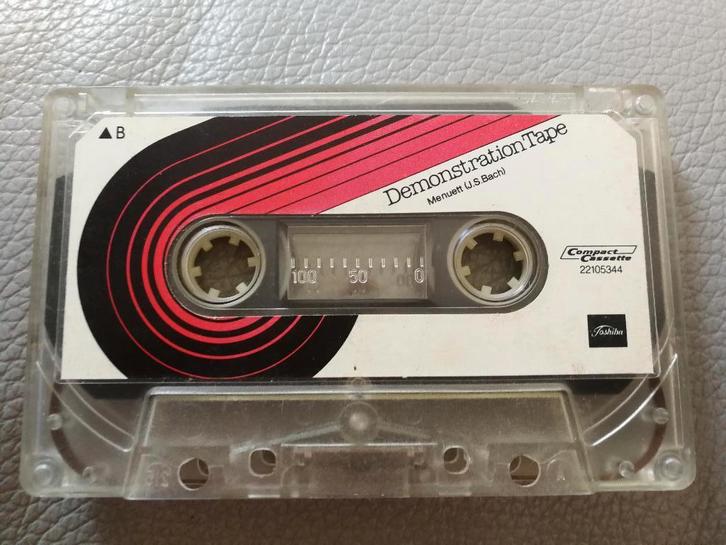 ▲B
Demonstration Tape
Menuett (J.S.Bach)
100 50 0
Compact
Cassette
22105344
Toshiba